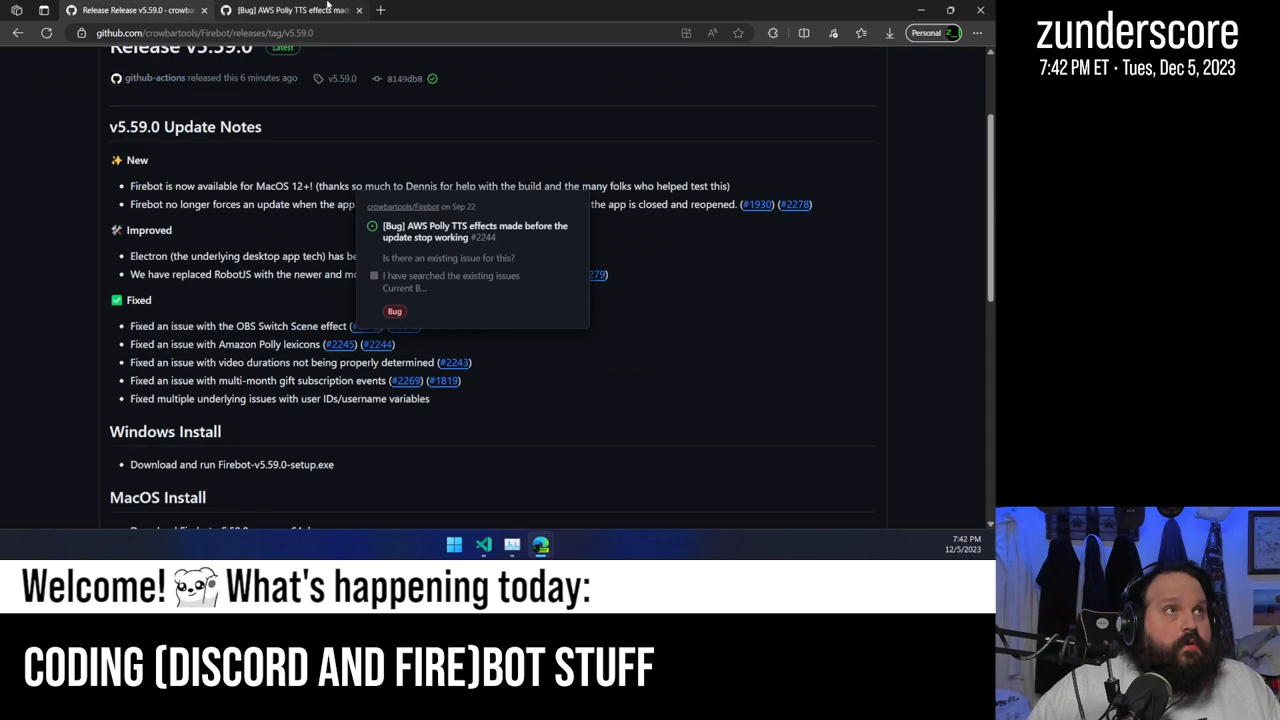 Release Release v5.59.0 · crowba
[Bug] AWS Polly TTS effects mad
github.com/crowbartools/Firebot/releases/tag/v5.59.0
Personal
zunderscore
7:42 PM ET · Tues, Dec 5, 2023
Release v5.59.0
Latest
github-actions released this 6 minutes ago
v5.59.0
8149db8
v5.59.0 Update Notes
✨ New
Firebot is now available for MacOS 12+! (thanks so much to Dennis for help with the build and the many folks who helped test this)
Firebot no longer forces an update when the app
the app is closed and reopened. (#1930) (#2278)
🛠️ Improved
Electron (the underlying desktop app tech) has be
We have replaced RobotJS with the newer and mo
279)
crowbartools/Firebot on Sep 22
[Bug] AWS Polly TTS effects made before the
update stop working #2244
Is there an existing issue for this?
I have searched the existing issues
Current B...
Bug
✅ Fixed
Fixed an issue with the OBS Switch Scene effect
Fixed an issue with Amazon Polly lexicons (#2245) (#2244)
Fixed an issue with video durations not being properly determined (#2243)
Fixed an issue with multi-month gift subscription events (#2269) (#1819)
Fixed multiple underlying issues with user IDs/username variables
Windows Install
Download and run Firebot-v5.59.0-setup.exe
MacOS Install
7:42 PM
12/5/2023
Welcome! What's happening today:
CODING (DISCORD AND FIRE)BOT STUFF